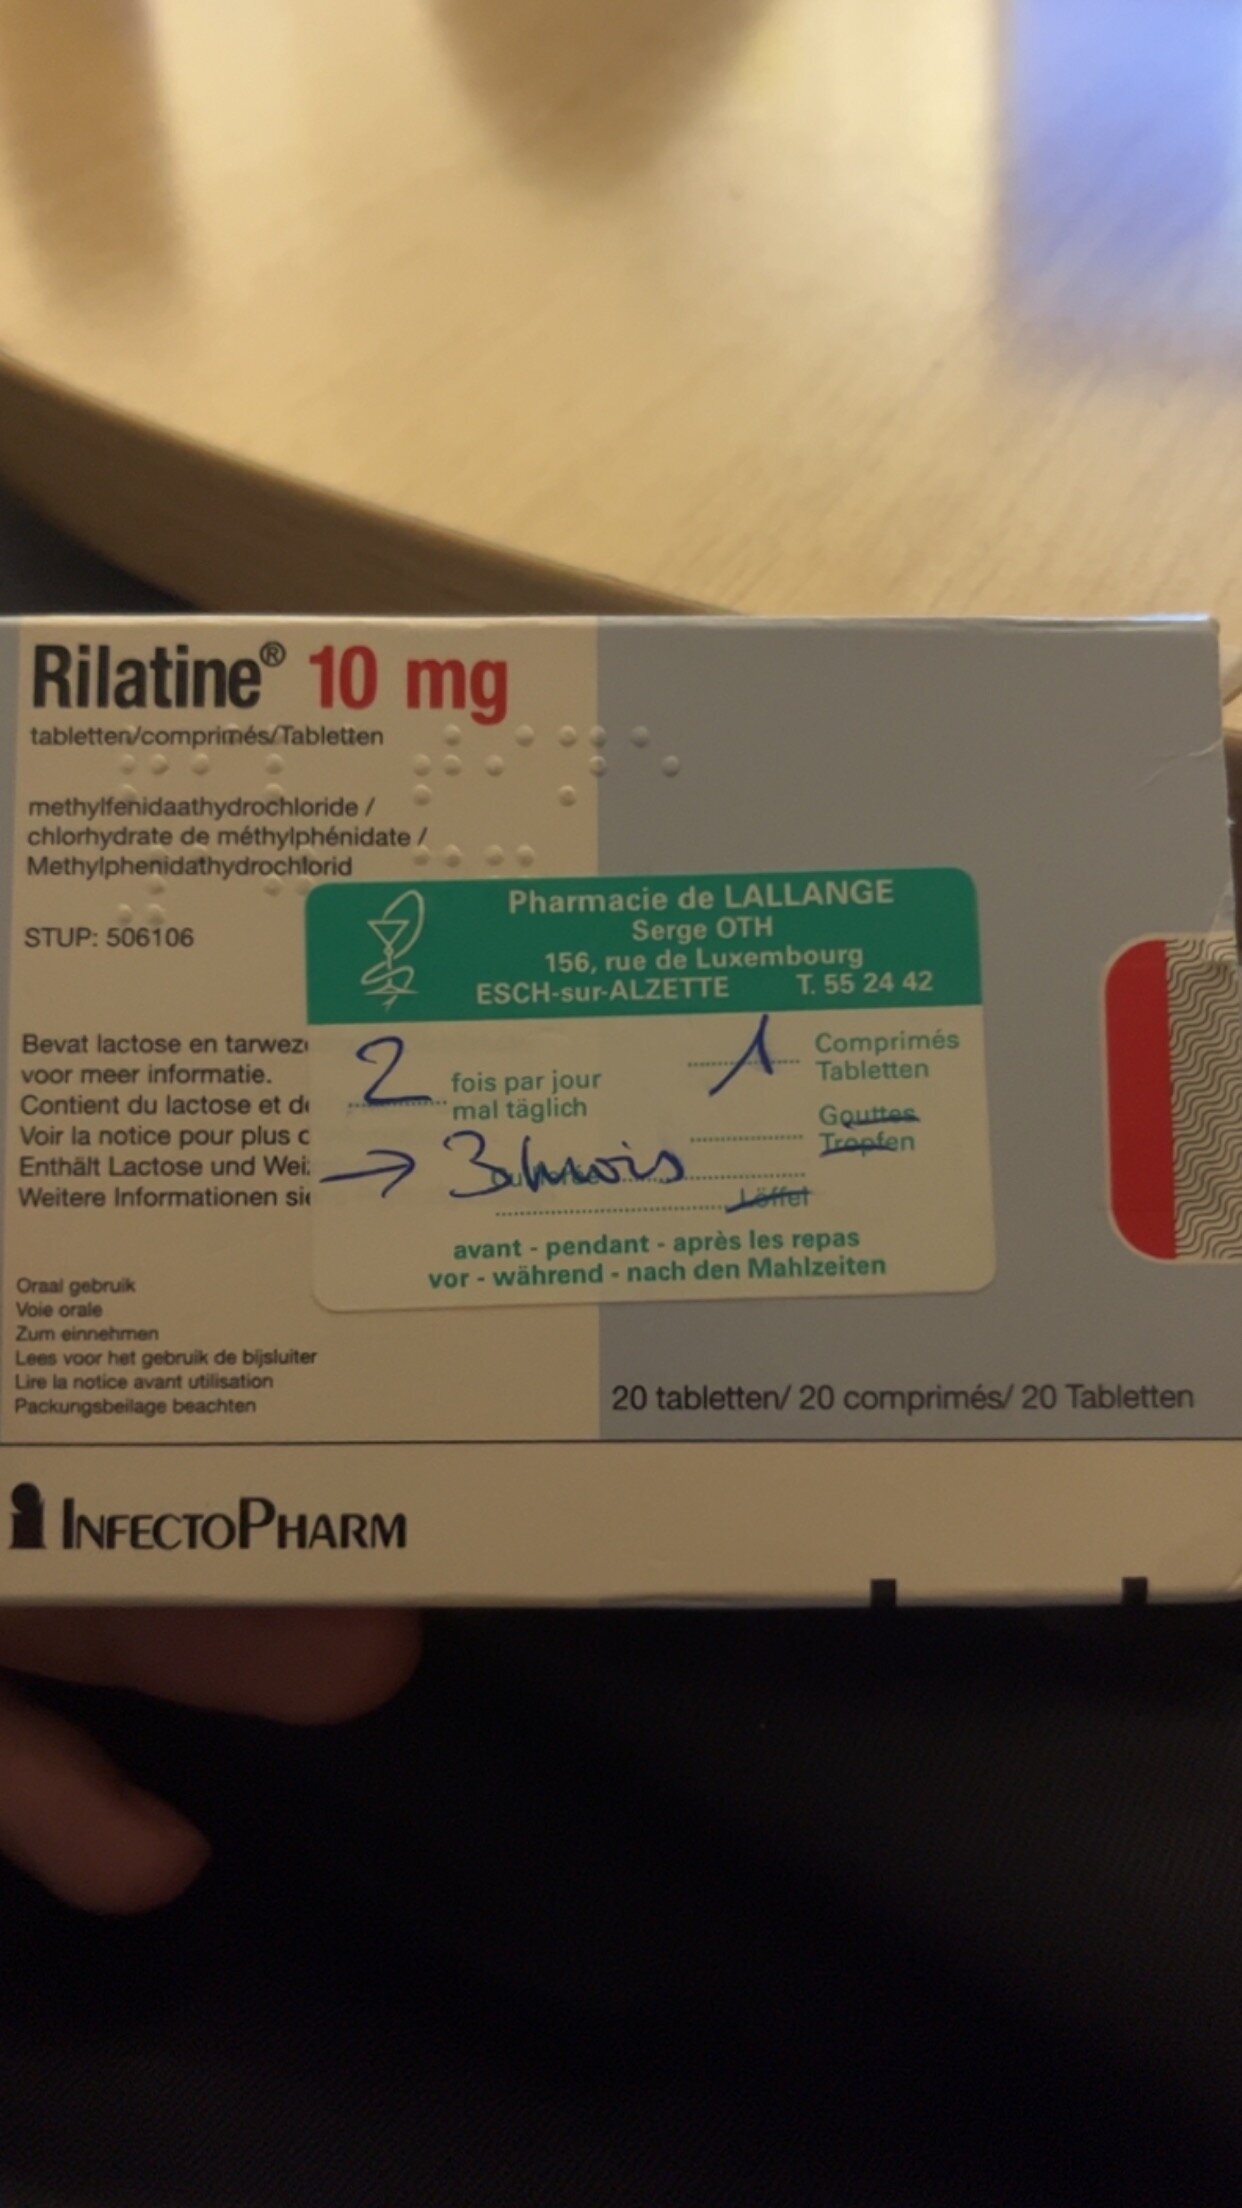 Rilatine® 10 mg
tabletten/comprimés/Tabletten
methylfenidaathydrochloride /
chlorhydrate de méthylphénidate /
Methylphenidathydrochlorid
STUP: 506106
Pharmacie de LALLANGE
Serge OTH
156, rue de Luxembourg
ESCH-sur-ALZETTE T. 55 24 42
Bevat lactose en
voor meer informatie.
Contient du lactose et
Voir la notice pour plus
Enthält Lactose und
Weitere Informationen
2 fois par jour
mal täglich
1 Comprimés
Tabletten
Gouttes
Tropfen
→ 3 mois
Löffel
avant - pendant - après les repas
vor - während - nach den Mahlzeiten
Oraal gebruik
Voie orale
Zum einnehmen
Lees voor het gebruik de bijsluiter
Lire la notice avant utilisation
Packungsbeilage beachten
20 tabletten/ 20 comprimés/ 20 Tabletten
INFECTOPHARM